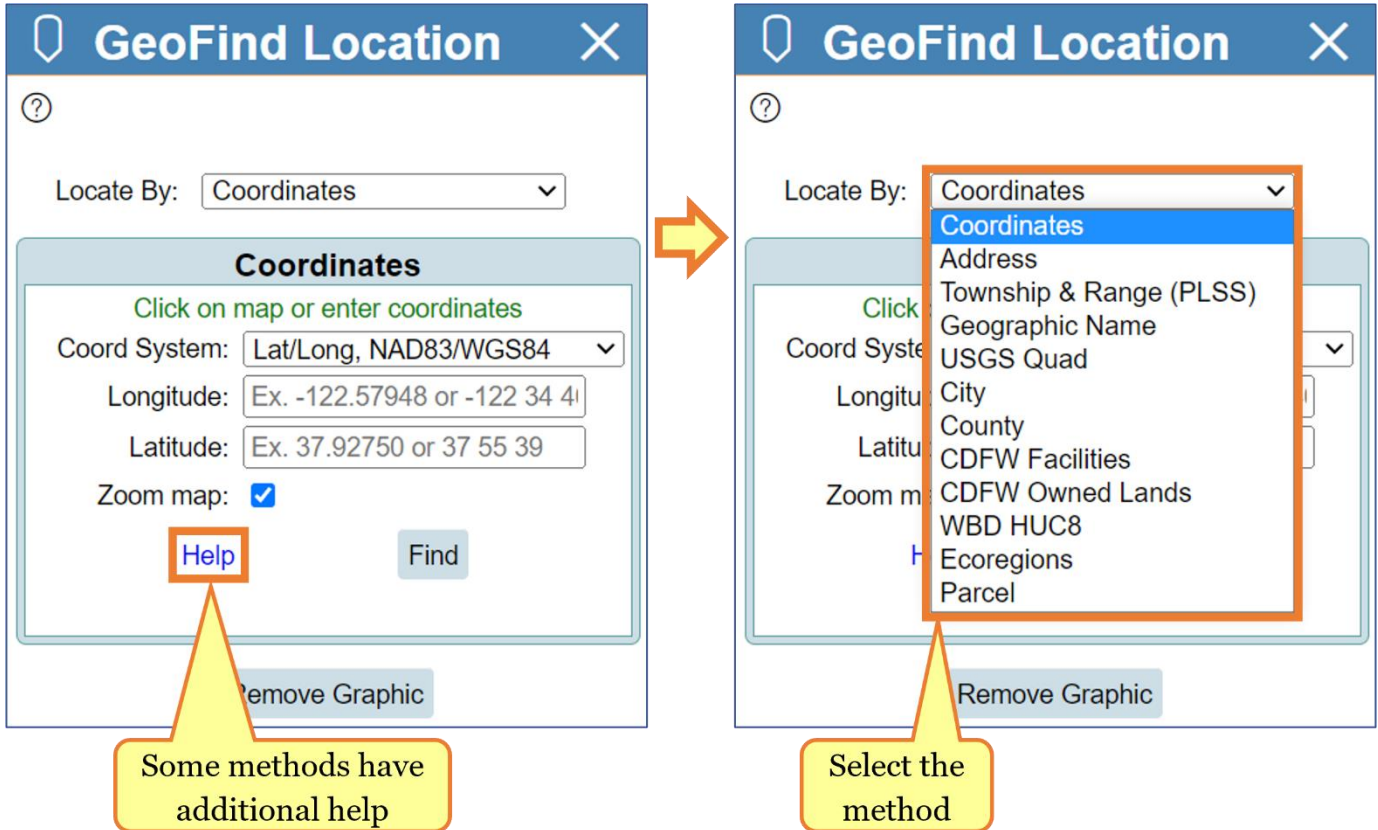 GeoFind Location
Locate By: Coordinates
Coordinates
Click on map or enter coordinates
Coord System: Lat/Long, NAD83/WGS84
Longitude: Ex. -122.57948 or -122 34
Latitude: Ex. 37.92750 or 37 55 39
Zoom map:
Help Find
Remove Graphic
Some methods have
additional help
GeoFind Location
Locate By: Coordinates
Coordinates
Address
Township & Range (PLSS)
Geographic Name
USGS Quad
City
County
CDFW Facilities
CDFW Owned Lands
WBD HUC8
Ecoregions
Parcel
Click
Coord Syste
Longitu
Latitu
Zoom m
H
Remove Graphic
Select the
method